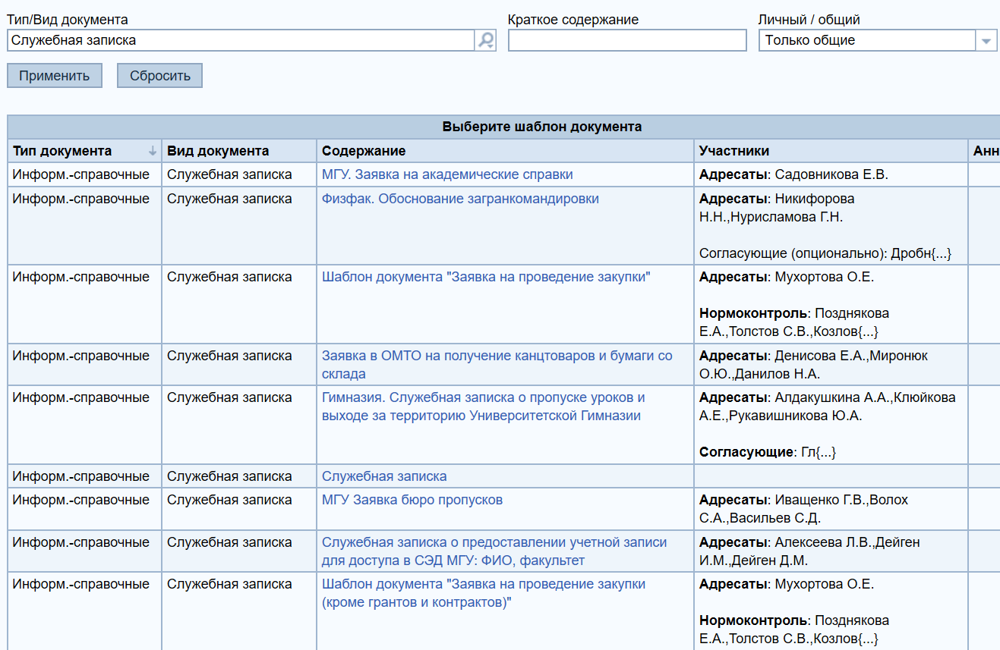 Тип/Вид документа
Краткое содержание
Личный / общий
Служебная записка
Только общие
Применить
Сбросить
Выберите шаблон документа
Тип документа
Вид документа
Содержание
Участники
Анн
Информ.-справочные
Служебная записка
МГУ. Заявка на академические справки
Адресаты: Садовникова Е.В.
Информ.-справочные
Служебная записка
Физфак. Обоснование загранкомандировки
Адресаты: Никифорова
Н.Н.,Нурисламова Г.Н.
Согласующие (опционально): Дробн{...}
Информ.-справочные
Служебная записка
Шаблон документа "Заявка на проведение закупки"
Адресаты: Мухортова О.Е.
Нормоконтроль: Позднякова
Е.А.,Толстов С.В.,Козлов{...}
Информ.-справочные
Служебная записка
Заявка в ОМТО на получение канцтоваров и бумаги со
склада
Адресаты: Денисова Е.А.,Миронюк
О.Ю.,Данилов Н.А.
Информ.-справочные
Служебная записка
Гимназия. Служебная записка о пропуске уроков и
выходе за территорию Университетской Гимназии
Адресаты: Алдакушкина А.А.,Клюйкова
А.Е.,Рукавишникова Ю.А.
Согласующие: Гл{...}
Информ.-справочные
Служебная записка
Служебная записка
Информ.-справочные
Служебная записка
МГУ Заявка бюро пропусков
Адресаты: Иващенко Г.В.,Волох
С.А.,Васильев С.Д.
Информ.-справочные
Служебная записка
Служебная записка о предоставлении учетной записи
для доступа в СЭД МГУ: ФИО, факультет
Адресаты: Алексеева Л.В.,Дейген
И.М.,Дейген Д.М.
Информ.-справочные
Служебная записка
Шаблон документа "Заявка на проведение закупки
(кроме грантов и контрактов)"
Адресаты: Мухортова О.Е.
Нормоконтроль: Позднякова
Е.А.,Толстов С.В.,Козлов{...}